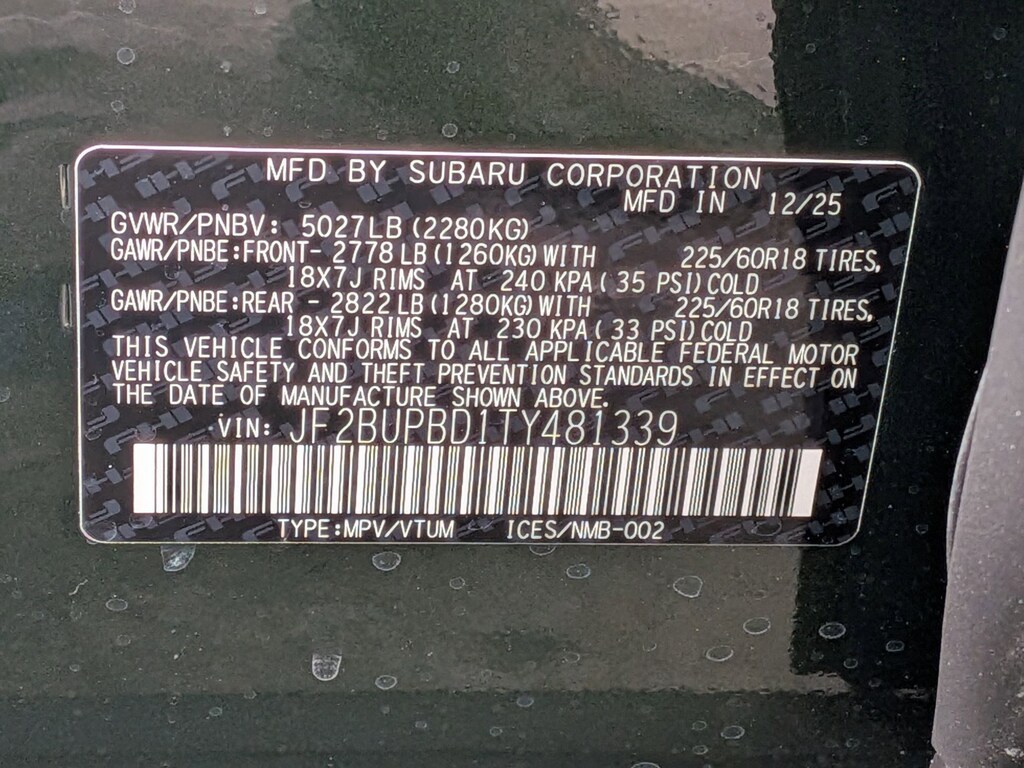 MFD BY SUBARU CORPORATION
MFD IN 12/25
GVWR/PNBV: 5027LB (2280KG)
GAWR/PNBE:FRONT- 2778 LB (1260KG) WITH 225/60R18 TIRES,
18X7J RIMS AT 240 KPA ( 35 PSI) COLD
GAWR/PNBE:REAR - 2822 LB (1280KG) WITH 225/60R18 TIRES,
18X7J RIMS AT 230 KPA ( 33 PSI) COLD
THIS VEHICLE CONFORMS TO ALL APPLICABLE FEDERAL MOTOR
VEHICLE SAFETY AND THEFT PREVENTION STANDARDS IN EFFECT ON
THE DATE OF MANUFACTURE SHOWN ABOVE.
VIN: JF2BUPBD1TY481339
TYPE:MPV/VTUM ICES/NMB-002